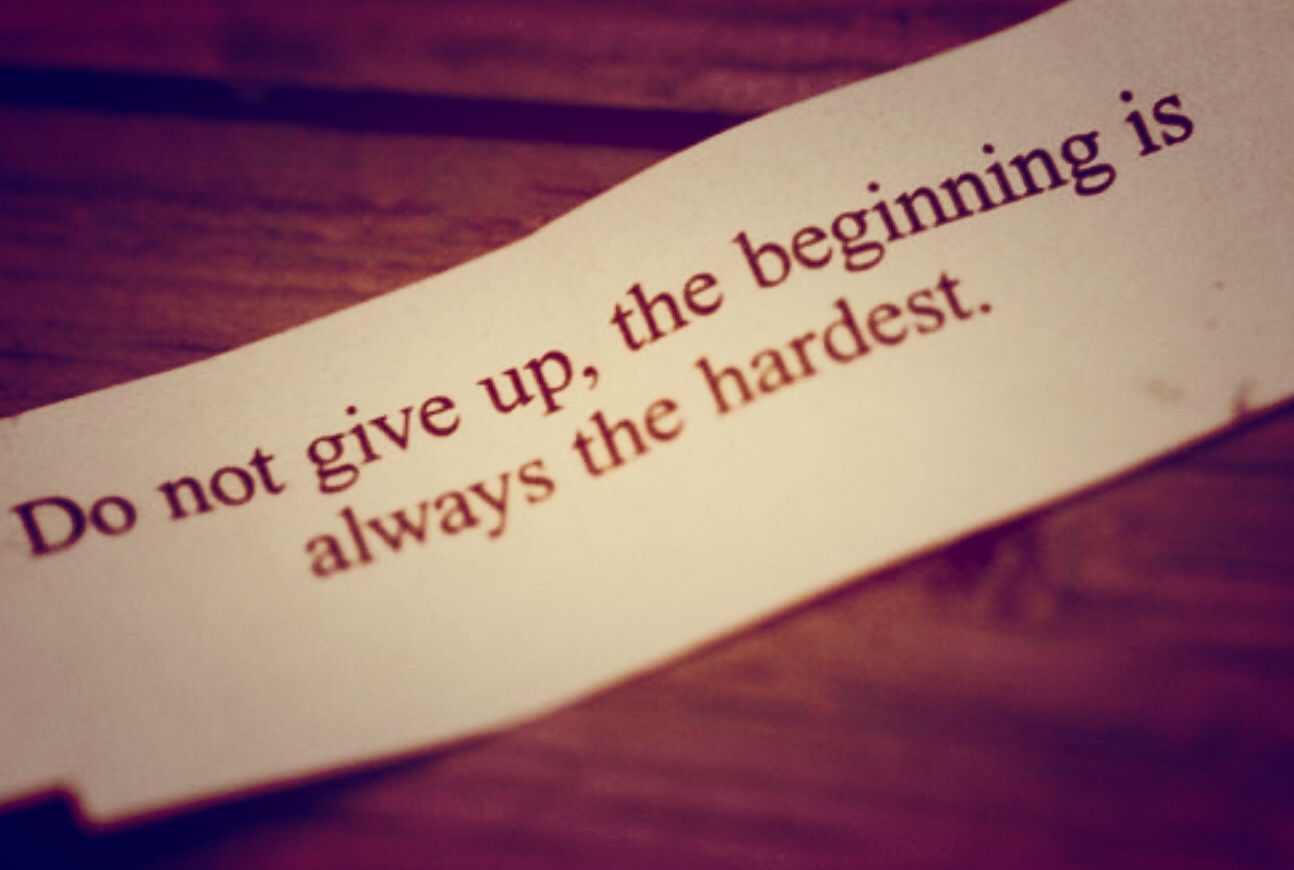 Do not give up, the beginning is
always the hardest.